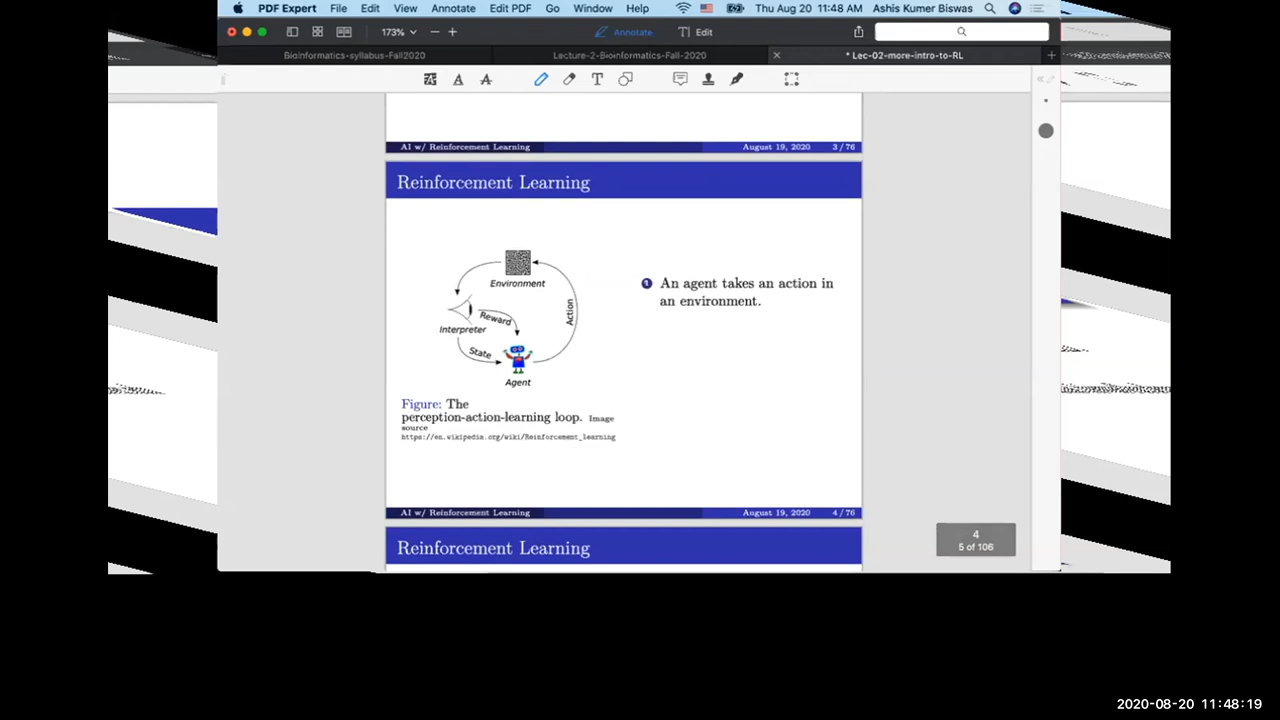 PDF Expert File Edit View Annotate Edit PDF Go Window Help Thu Aug 20 11:48 AM Ashis Kumer Biswas
173% Annotate Edit
Bioinformatics-syllabus-Fall2020 Lecture-2-Bionformatics-Fall-2020 * Lec-02-more-intro-to-RL
AI w/ Reinforcement Learning August 19, 2020 3 / 76
Reinforcement Learning
Environment
Reward
Action
Interpreter
State
Agent
1 An agent takes an action in
an environment.
Figure: The
perception-action-learning loop. Image
source
https://en.wikipedia.org/wiki/Reinforcement_learning
AI w/ Reinforcement Learning August 19, 2020 4 / 76
Reinforcement Learning
4
5 of 106
2020-08-20 11:48:19